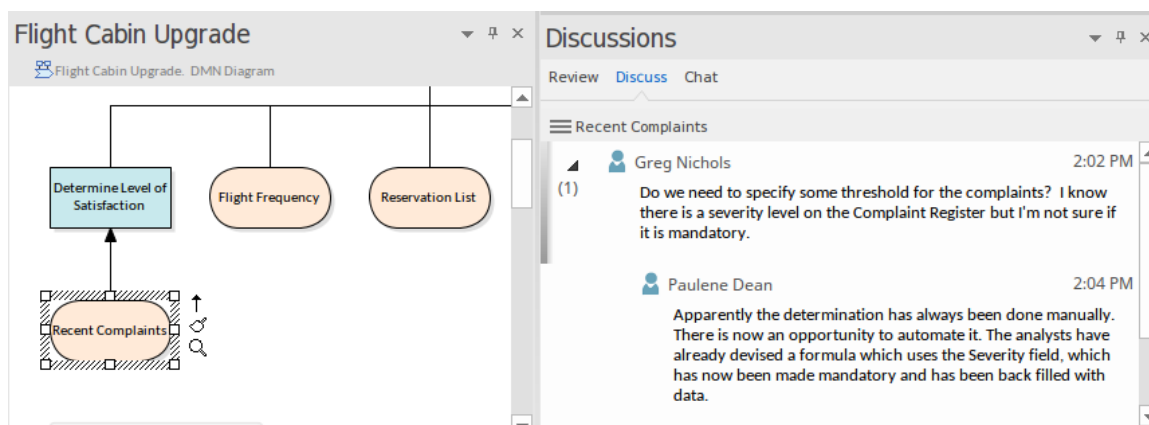 Flight Cabin Upgrade
Flight Cabin Upgrade. DMN Diagram
Determine Level of
Satisfaction
Flight Frequency
Reservation List
Recent Complaints
Discussions
Review Discuss Chat
Recent Complaints
Greg Nichols 2:02 PM
(1)
Do we need to specify some threshold for the complaints? I know
there is a severity level on the Complaint Register but I'm not sure if
it is mandatory.
Paulene Dean 2:04 PM
Apparently the determination has always been done manually.
There is now an opportunity to automate it. The analysts have
already devised a formula which uses the Severity field, which
has now been made mandatory and has been back filled with
data.